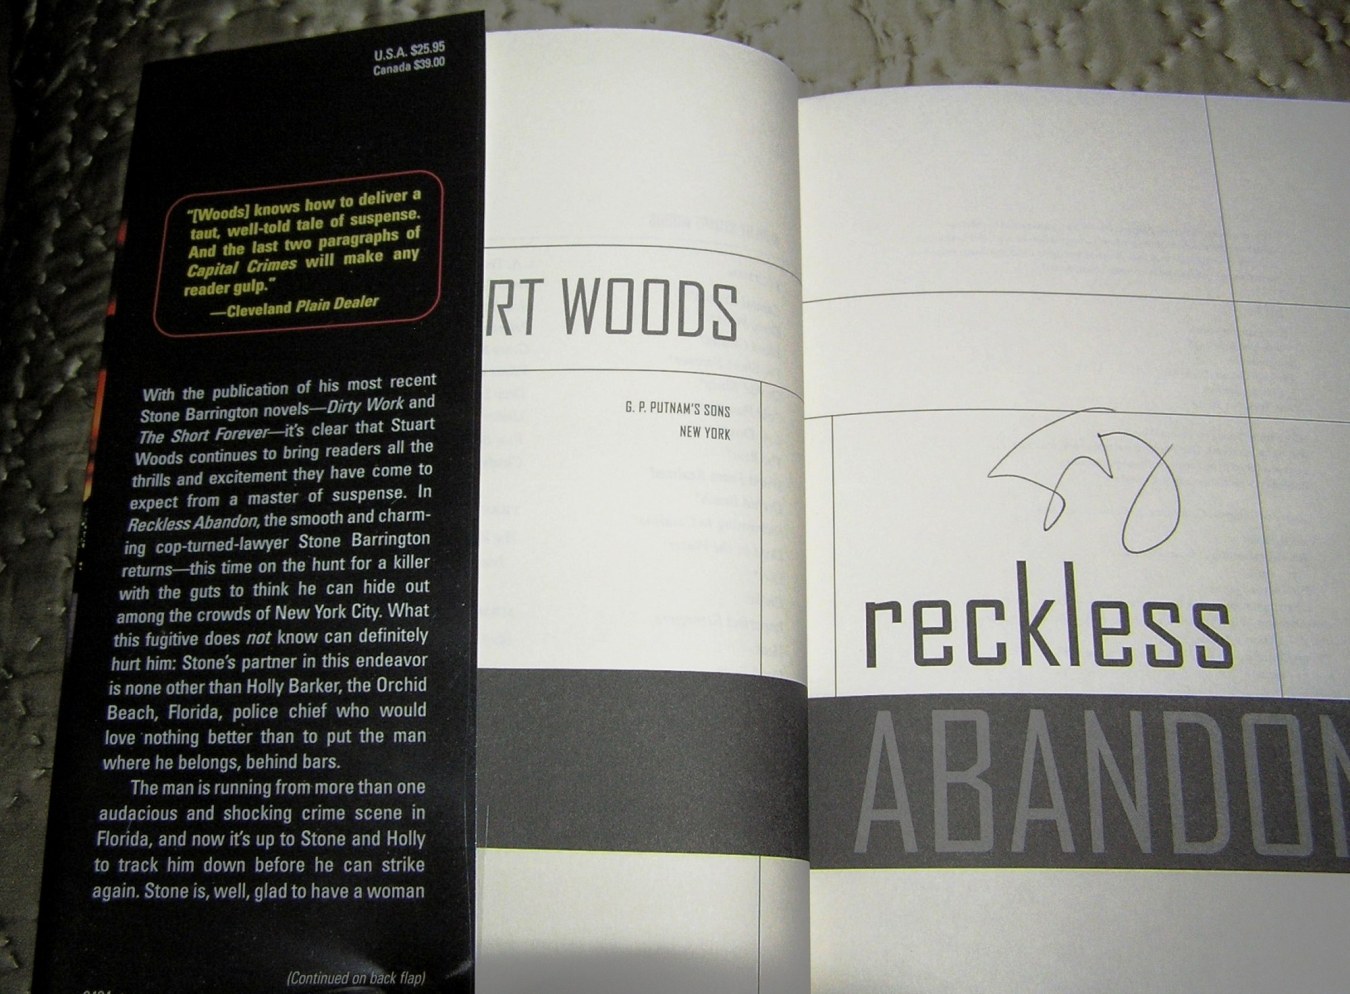 U.S.A. $25.95
Canada $39.00
"[Woods] knows how to deliver a
taut, well-told tale of suspense.
And the last two paragraphs of
Capital Crimes will make any
reader gulp."
—Cleveland Plain Dealer
With the publication of his most recent
Stone Barrington novels—Dirty Work and
The Short Forever—it's clear that Stuart
Woods continues to bring readers all the
thrills and excitement they have come to
expect from a master of suspense. In
Reckless Abandon, the smooth and charm-
ing cop-turned-lawyer Stone Barrington
returns—this time on the hunt for a killer
with the guts to think he can hide out
among the crowds of New York City. What
this fugitive does not know can definitely
hurt him: Stone's partner in this endeavor
is none other than Holly Barker, the Orchid
Beach, Florida, police chief who would
love nothing better than to put the man
where he belongs, behind bars.
The man is running from more than one
audacious and shocking crime scene in
Florida, and now it's up to Stone and Holly
to track him down before he can strike
again. Stone is, well, glad to have a woman
(Continued on back flap)
RT WOODS
G. P. PUTNAM'S SONS
NEW YORK
reckless
ABANDON